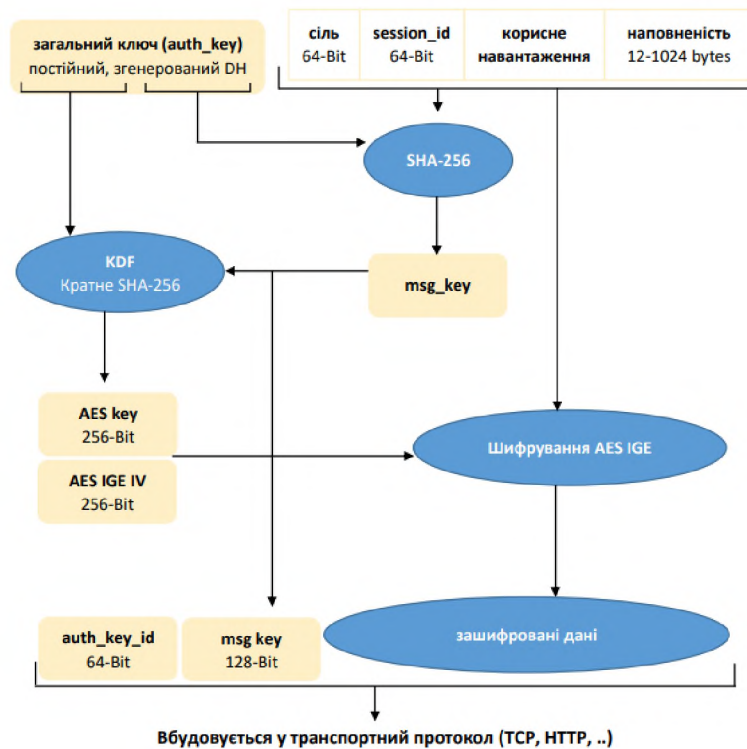 загальний ключ (auth_key)
постійний, згенерований DH
сіль
64-Bit
session_id
64-Bit
корисне
навантаження
наповненість
12-1024 bytes
SHA-256
KDF
Кратне SHA-256
msg_key
AES key
256-Bit
AES IGE IV
256-Bit
Шифрування AES IGE
auth_key_id
64-Bit
msg key
128-Bit
зашифровані дані
Вбудовується у транспортний протокол (TCP, HTTP, ..)